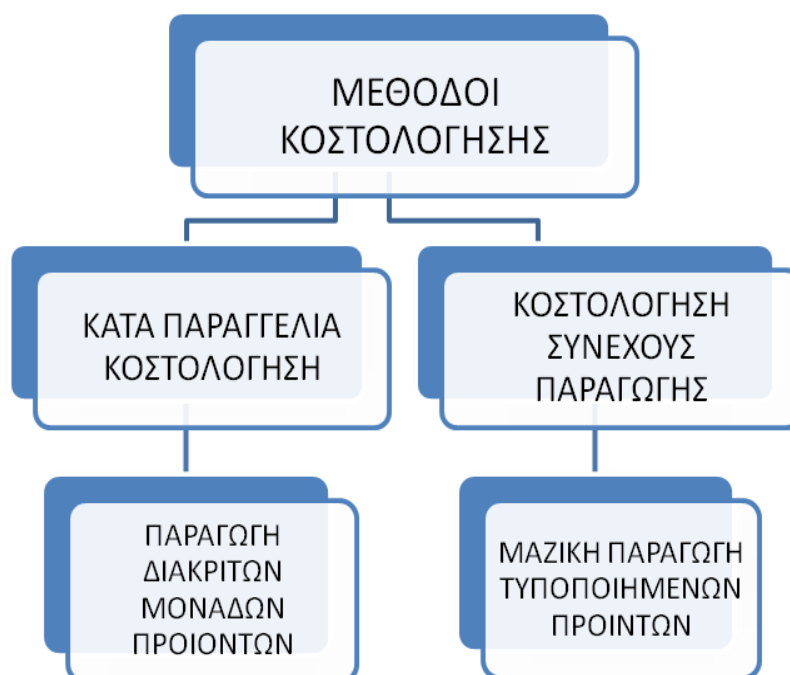 ΜΕΘΟΔΟΙ
ΚΟΣΤΟΛΟΓΗΣΗΣ
ΚΑΤΑ ΠΑΡΑΓΓΕΛΙΑ
ΚΟΣΤΟΛΟΓΗΣΗ
ΚΟΣΤΟΛΟΓΗΣΗ
ΣΥΝΕΧΟΥΣ
ΠΑΡΑΓΩΓΗΣ
ΠΑΡΑΓΩΓΗ
ΔΙΑΚΡΙΤΩΝ
ΜΟΝΑΔΩΝ
ΠΡΟΙΟΝΤΩΝ
ΜΑΖΙΚΗ ΠΑΡΑΓΩΓΗ
ΤΥΠΟΠΟΙΗΜΕΝΩΝ
ΠΡΟΙΝΤΩΝ